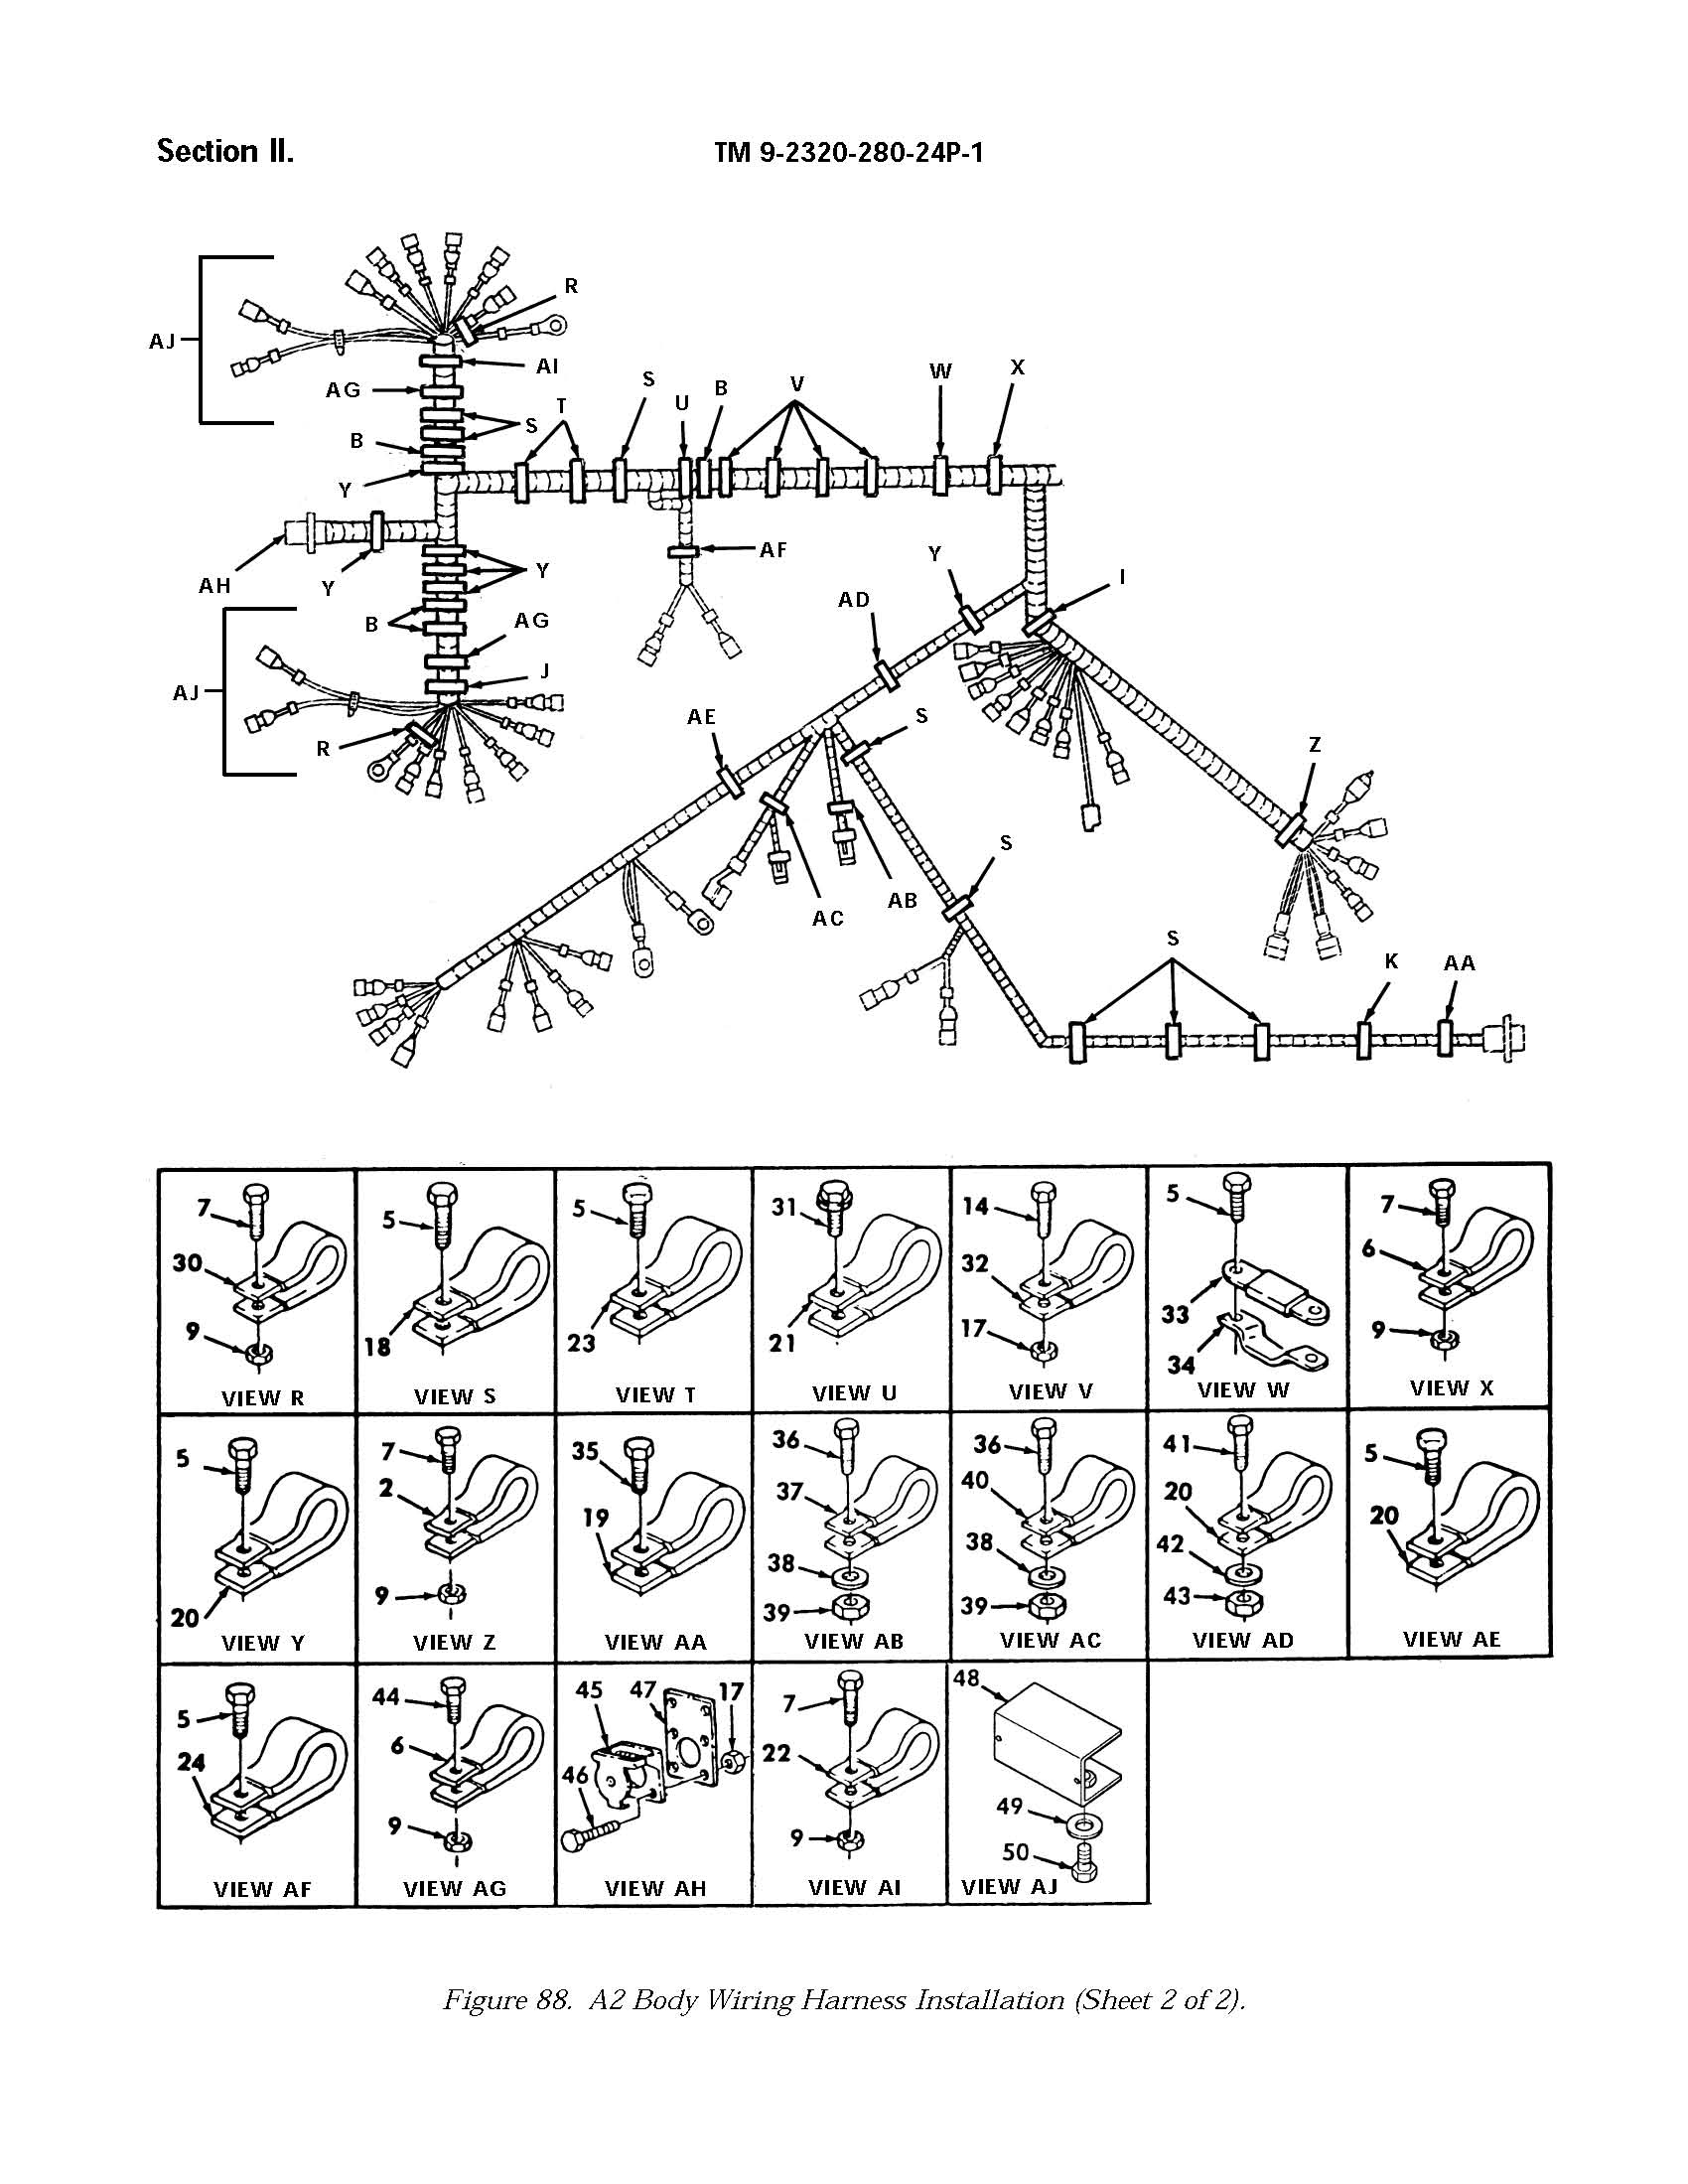 Section II.
TM 9-2320-280-24P-1
R
AJ
AI
AG
S
T
S
U
B
V
W
X
B
Y
AH
Y
Y
AF
Y
I
AD
B
AG
AJ
J
R
AE
S
Z
S
AB
AC
S
K
AA
7
30
9
VIEW R
5
18
VIEW S
5
23
VIEW T
31
21
VIEW U
14
32
17
VIEW V
5
33
34
VIEW W
7
6
9
VIEW X
5
20
VIEW Y
7
2
9
VIEW Z
35
19
VIEW AA
36
37
38
39
VIEW AB
36
40
38
39
VIEW AC
41
20
42
43
VIEW AD
5
20
VIEW AE
5
24
VIEW AF
44
6
9
VIEW AG
45 47 17
46
VIEW AH
7
22
9
VIEW AI
48
49
50
VIEW AJ
Figure 88. A2 Body Wiring Harness Installation (Sheet 2 of 2).